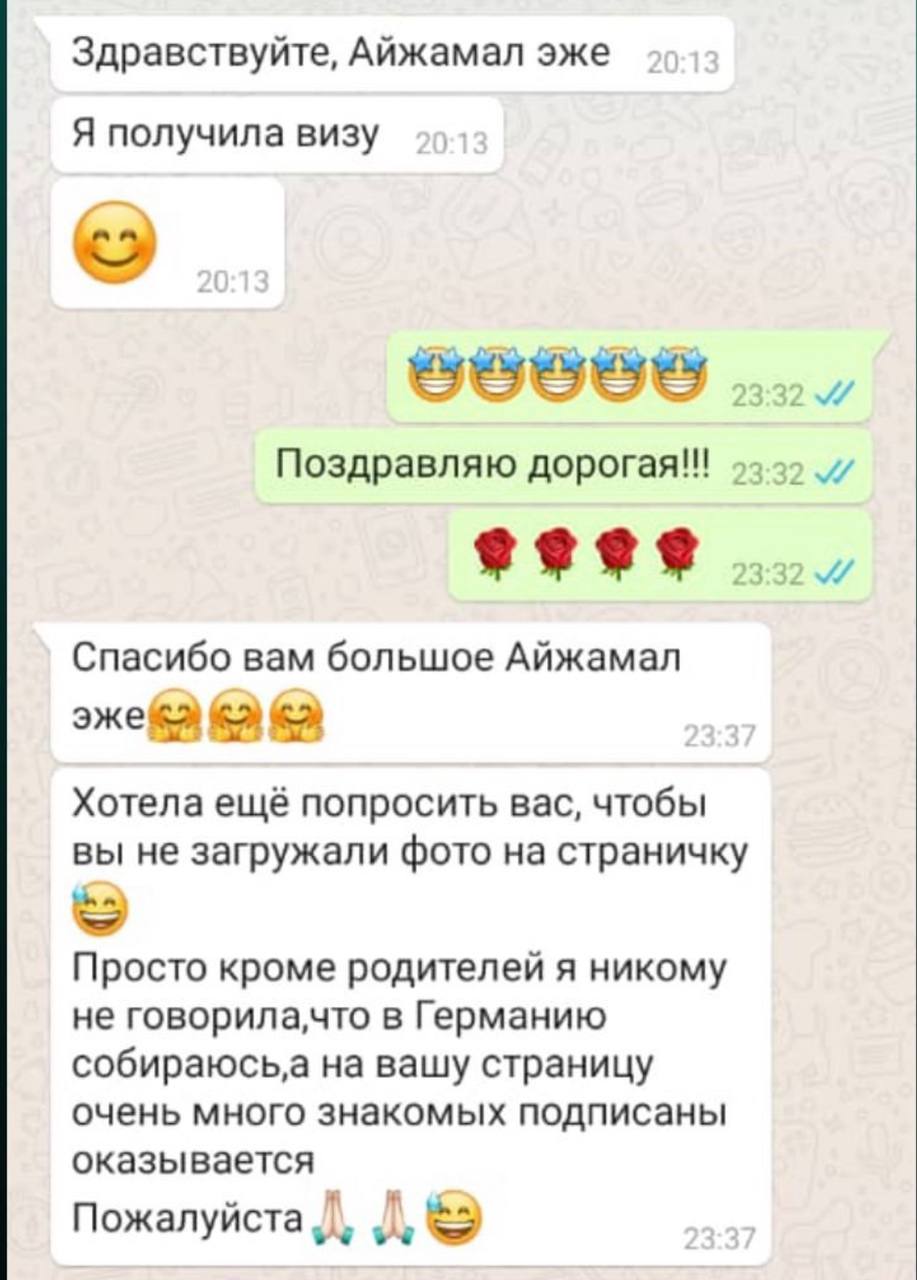 Здравствуйте, Айжамал эже 20:13
Я получила визу 20:13
😊 20:13
🤩🤩🤩🤩🤩 23:32
Поздравляю дорогая!!! 23:32
🌹🌹🌹🌹 23:32
Спасибо вам большое Айжамал
эже🤗🤗🤗 23:37
Хотела ещё попросить вас, чтобы
вы не загружали фото на страничку
😅
Просто кроме родителей я никому
не говорила,что в Германию
собираюсь,а на вашу страницу
очень много знакомых подписаны
оказывается
Пожалуйста🙏🏻🙏🏻😅 23:37